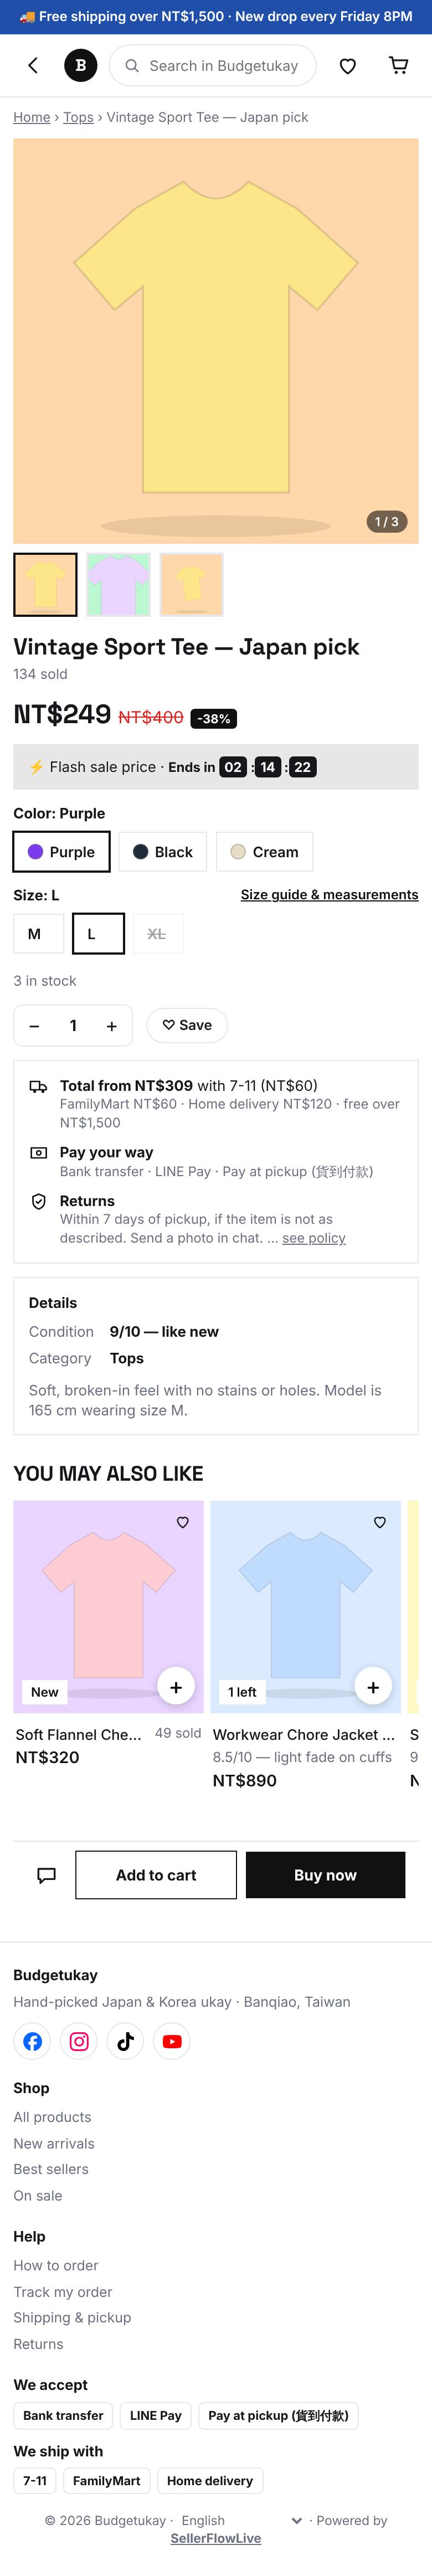 🚚 Free shipping over NT$1,500 · New drop every Friday 8PM
B
Search in Budgetukay
Home › Tops › Vintage Sport Tee — Japan pick
1 / 3
Vintage Sport Tee — Japan pick
134 sold
NT$249 NT$400 -38%
⚡ Flash sale price · Ends in 02 : 14 : 22
Color: Purple
Purple Black Cream
Size: L Size guide & measurements
M L XL
3 in stock
− 1 + ♡ Save
Total from NT$309 with 7-11 (NT$60)
FamilyMart NT$60 · Home delivery NT$120 · free over
NT$1,500
Pay your way
Bank transfer · LINE Pay · Pay at pickup (貨到付款)
Returns
Within 7 days of pickup, if the item is not as
described. Send a photo in chat. ... see policy
Details
Condition 9/10 — like new
Category Tops
Soft, broken-in feel with no stains or holes. Model is
165 cm wearing size M.
YOU MAY ALSO LIKE
New + 1 left +
Soft Flannel Che... 49 sold
NT$320
Workwear Chore Jacket ...
8.5/10 — light fade on cuffs
NT$890
S
9
N
Add to cart Buy now
Budgetukay
Hand-picked Japan & Korea ukay · Banqiao, Taiwan
Shop
All products
New arrivals
Best sellers
On sale
Help
How to order
Track my order
Shipping & pickup
Returns
We accept
Bank transfer LINE Pay Pay at pickup (貨到付款)
We ship with
7-11 FamilyMart Home delivery
© 2026 Budgetukay · English · Powered by
SellerFlowLive